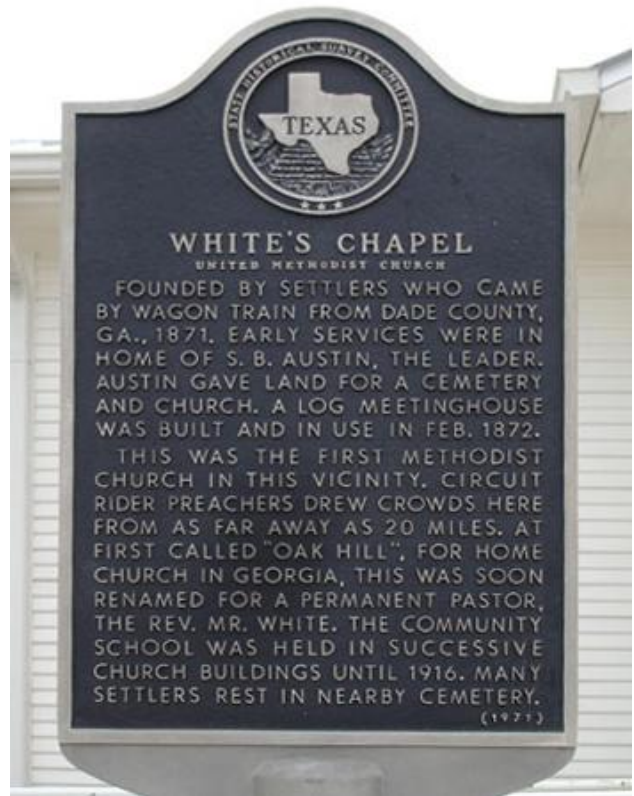 STATE HISTORICAL SURVEY COMMITTEE
TEXAS
WHITE'S CHAPEL
UNITED METHODIST CHURCH
FOUNDED BY SETTLERS WHO CAME
BY WAGON TRAIN FROM DADE COUNTY,
GA., 1871. EARLY SERVICES WERE IN
HOME OF S. B. AUSTIN, THE LEADER.
AUSTIN GAVE LAND FOR A CEMETERY
AND CHURCH. A LOG MEETINGHOUSE
WAS BUILT AND IN USE IN FEB. 1872.
THIS WAS THE FIRST METHODIST
CHURCH IN THIS VICINITY. CIRCUIT
RIDER PREACHERS DREW CROWDS HERE
FROM AS FAR AWAY AS 20 MILES. AT
FIRST CALLED "OAK HILL", FOR HOME
CHURCH IN GEORGIA, THIS WAS SOON
RENAMED FOR A PERMANENT PASTOR,
THE REV. MR. WHITE. THE COMMUNITY
SCHOOL WAS HELD IN SUCCESSIVE
CHURCH BUILDINGS UNTIL 1916. MANY
SETTLERS REST IN NEARBY CEMETERY.
(1971)